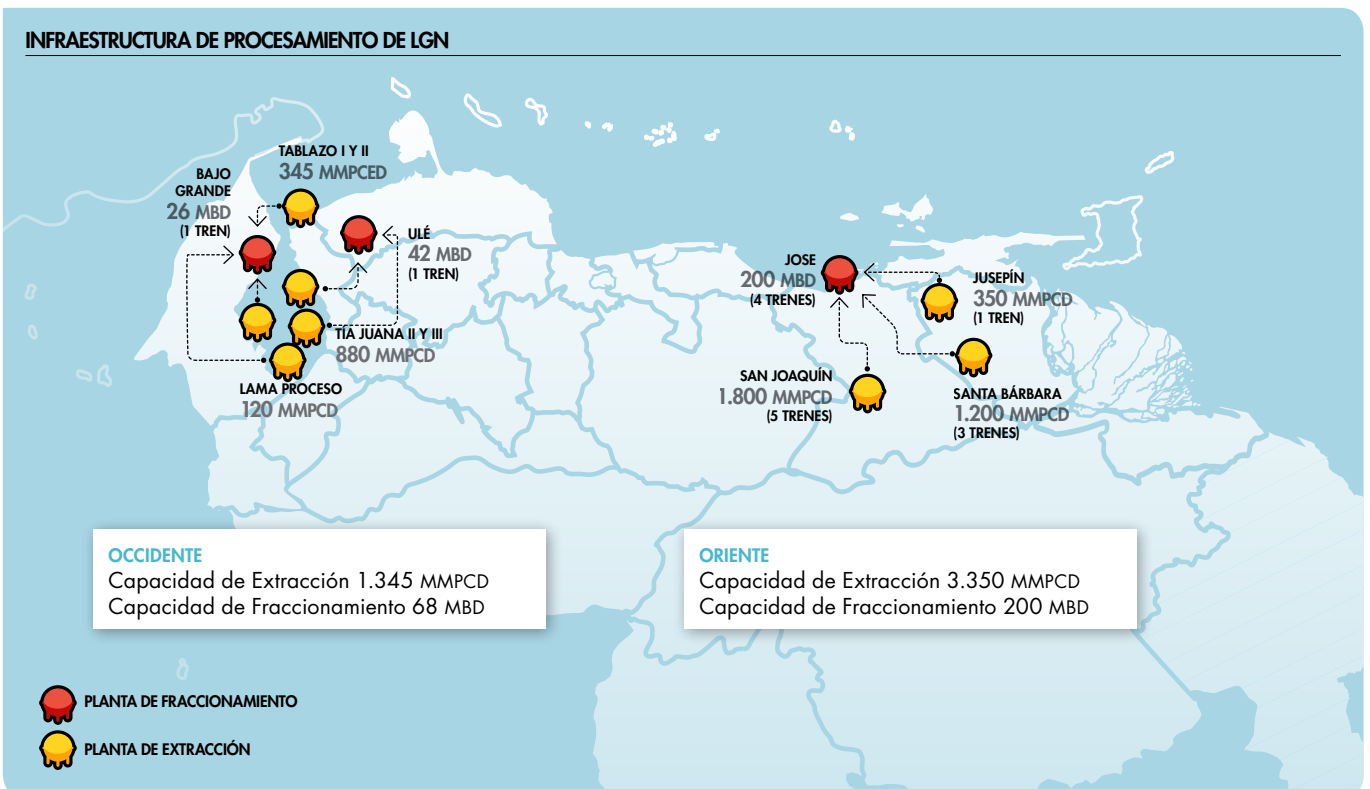 INFRAESTRUCTURA DE PROCESAMIENTO DE LGN
TABLAZO I Y II
345 MMPCED
BAJO
GRANDE
26 MBD
(1 TREN)
ULÉ
42 MBD
(1 TREN)
TÍA JUANA II Y III
880 MMPCD
LAMA PROCESO
120 MMPCD
JOSE
200 MBD
(4 TRENES)
JUSEPÍN
350 MMPCD
(1 TREN)
SAN JOAQUÍN
1.800 MMPCD
(5 TRENES)
SANTA BÁRBARA
1.200 MMPCD
(3 TRENES)
OCCIDENTE
Capacidad de Extracción 1.345 MMPCD
Capacidad de Fraccionamiento 68 MBD
ORIENTE
Capacidad de Extracción 3.350 MMPCD
Capacidad de Fraccionamiento 200 MBD
PLANTA DE FRACCIONAMIENTO
PLANTA DE EXTRACCIÓN